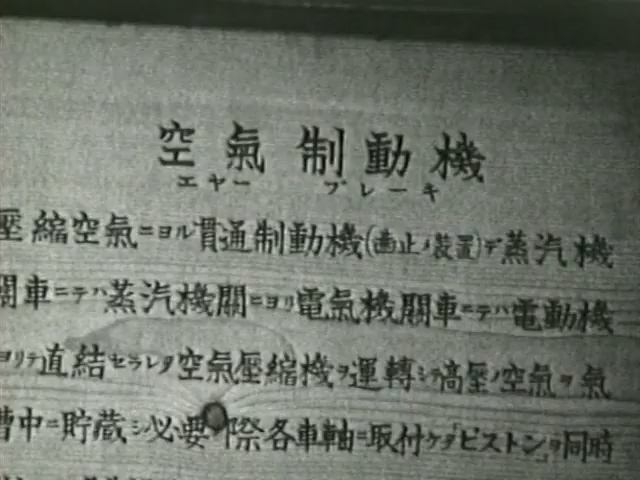 空氣制動機
エヤー ブレーキ
壓縮空氣ニヨル貫通制動機(齒止ノ装置)デ蒸汽機
關車ニテハ蒸汽機關ニヨリ電氣機關車ニテハ電動機
ヨリテ直結セラレタ空氣壓縮機ヲ運轉シテ高壓ノ空氣ヲ氣
槽中ニ貯蔵シ必要ノ際各車軸ニ取付ケタ「ピストン」ヲ同時